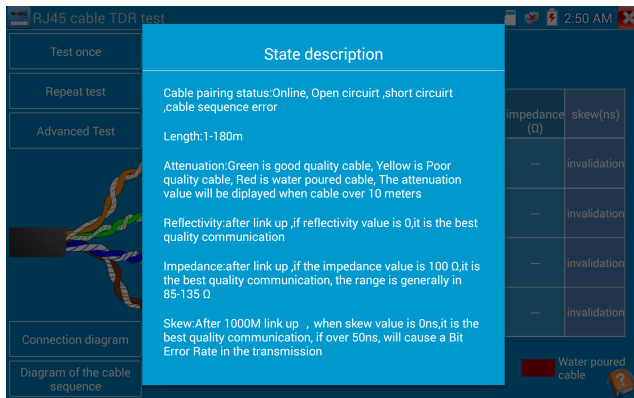 RJ45 cable TDR test
2:50 AM
Test once
Repeat test
Advanced Test
Connection diagram
Diagram of the cable
sequence
State description
Cable pairing status:Online, Open circuirt ,short circuirt
,cable sequence error
Length:1-180m
Attenuation:Green is good quality cable, Yellow is Poor
quality cable, Red is water poured cable, The attenuation
value will be diplayed when cable over 10 meters
Reflectivity:after link up ,if reflectivity value is 0,it is the best
quality communication
Impedance:after link up ,if the impedance value is 100 Ω,it is
the best quality communication, the range is generally in
85-135 Ω
Skew:After 1000M link up ，when skew value is 0ns,it is the
best quality communication, if over 50ns, will cause a Bit
Error Rate in the transmission
impedance
(Ω)
skew(ns)
--- invalidation
--- invalidation
--- invalidation
--- invalidation
Water poured
cable